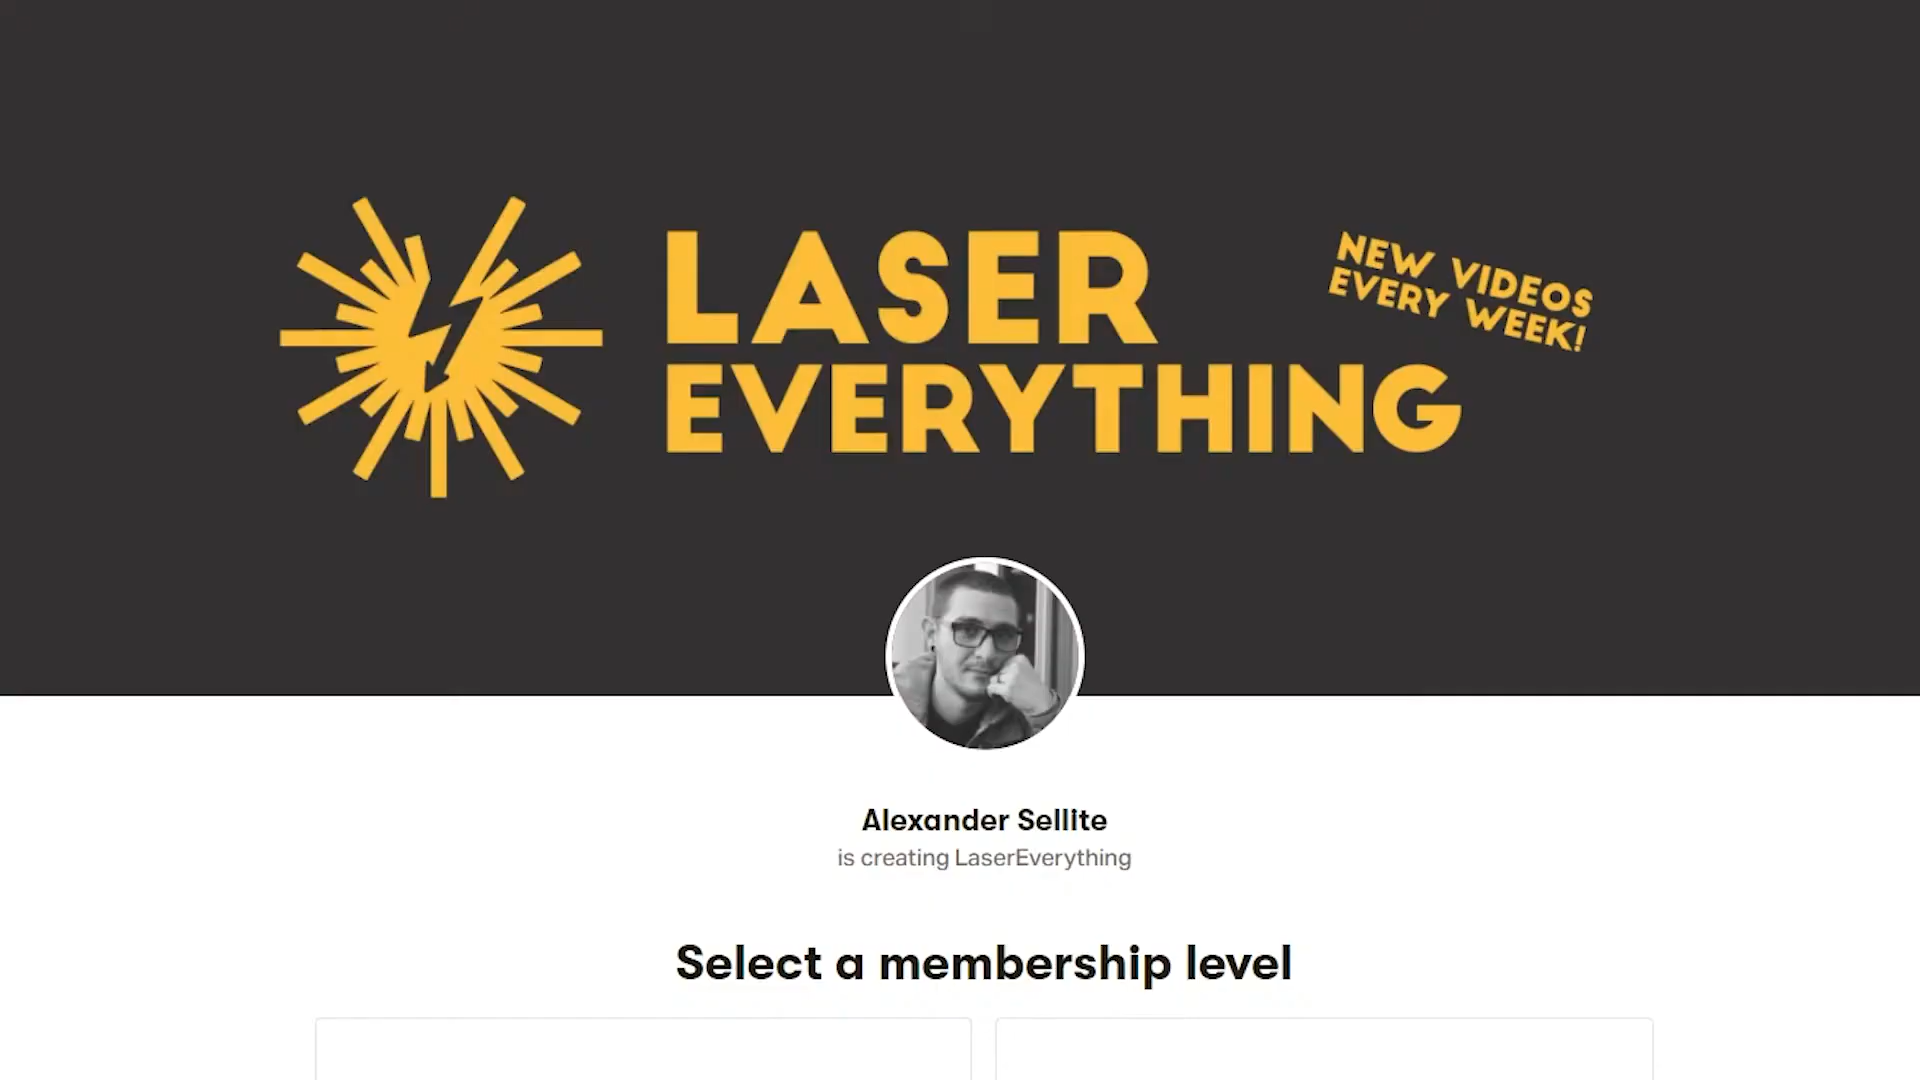 LASER
EVERYTHING
NEW VIDEOS
EVERY WEEK!
Alexander Sellite
is creating LaserEverything
Select a membership level